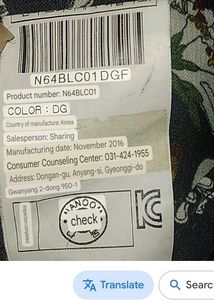 N64BLC01DGF
Product number: N64BLC01
COLOR : DG
Country of manufacture: Korea
Salesperson: Sharing
Manufacturing date: November 2016
Consumer Counseling Center: 031-424-1955
Address: Dongan-gu, Anyang-si, Gyeonggi-do
Gwanyang 2-dong 950-1
NANOO
check
Translate
Searc